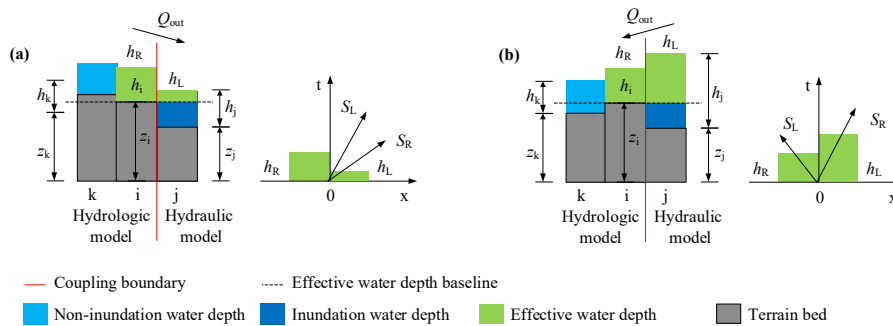 (a)
Q_out
h_R
h_L
h_i
h_k
h_j
z_k
z_i
z_j
k i j
Hydrologic model
Hydraulic model
t
S_L
S_R
h_R
h_L
0
x
(b)
Q_out
h_L
h_R
h_i
h_k
h_j
z_k
z_i
z_j
k i j
Hydrologic model
Hydraulic model
t
S_L
S_R
h_R
h_L
0
x
Coupling boundary
Effective water depth baseline
Non-inundation water depth
Inundation water depth
Effective water depth
Terrain bed